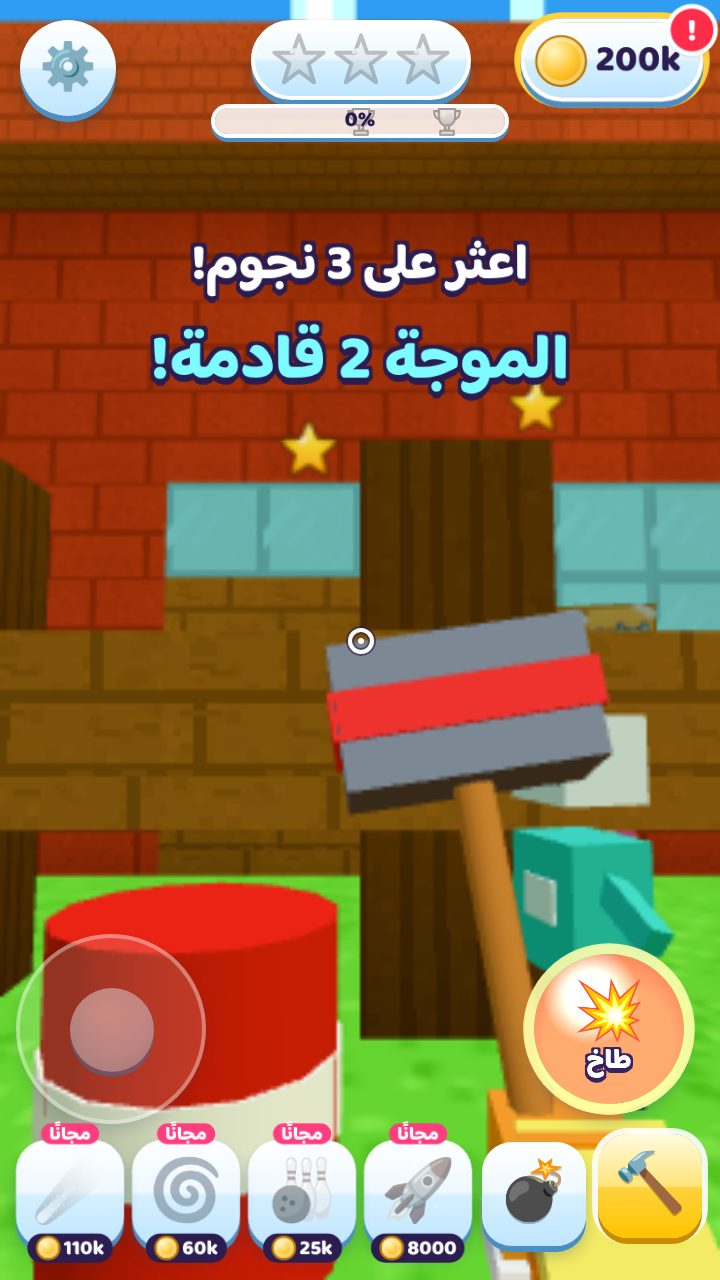 200k
!
0%
اعثر على 3 نجوم!
الموجة 2 قادمة!
طاخ
مجانًا
مجانًا
مجانًا
مجانًا
110k
60k
25k
8000